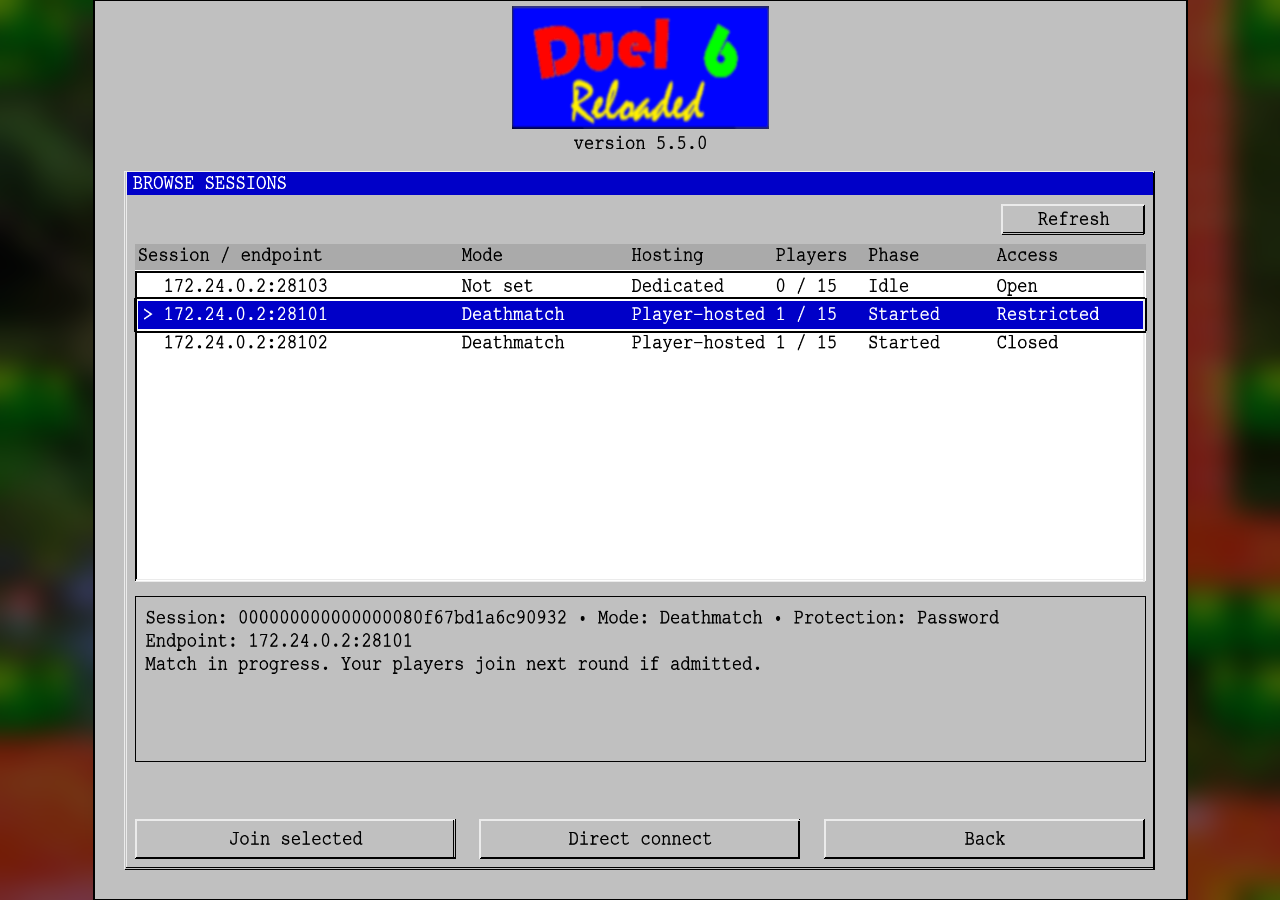 Duel 6
Reloaded
version 5.5.0
BROWSE SESSIONS
Refresh
Session / endpoint Mode Hosting Players Phase Access
172.24.0.2:28103 Not set Dedicated 0 / 15 Idle Open
> 172.24.0.2:28101 Deathmatch Player-hosted 1 / 15 Started Restricted
172.24.0.2:28102 Deathmatch Player-hosted 1 / 15 Started Closed
Session: 000000000000000080f67bd1a6c90932 • Mode: Deathmatch • Protection: Password
Endpoint: 172.24.0.2:28101
Match in progress. Your players join next round if admitted.
Join selected Direct connect Back